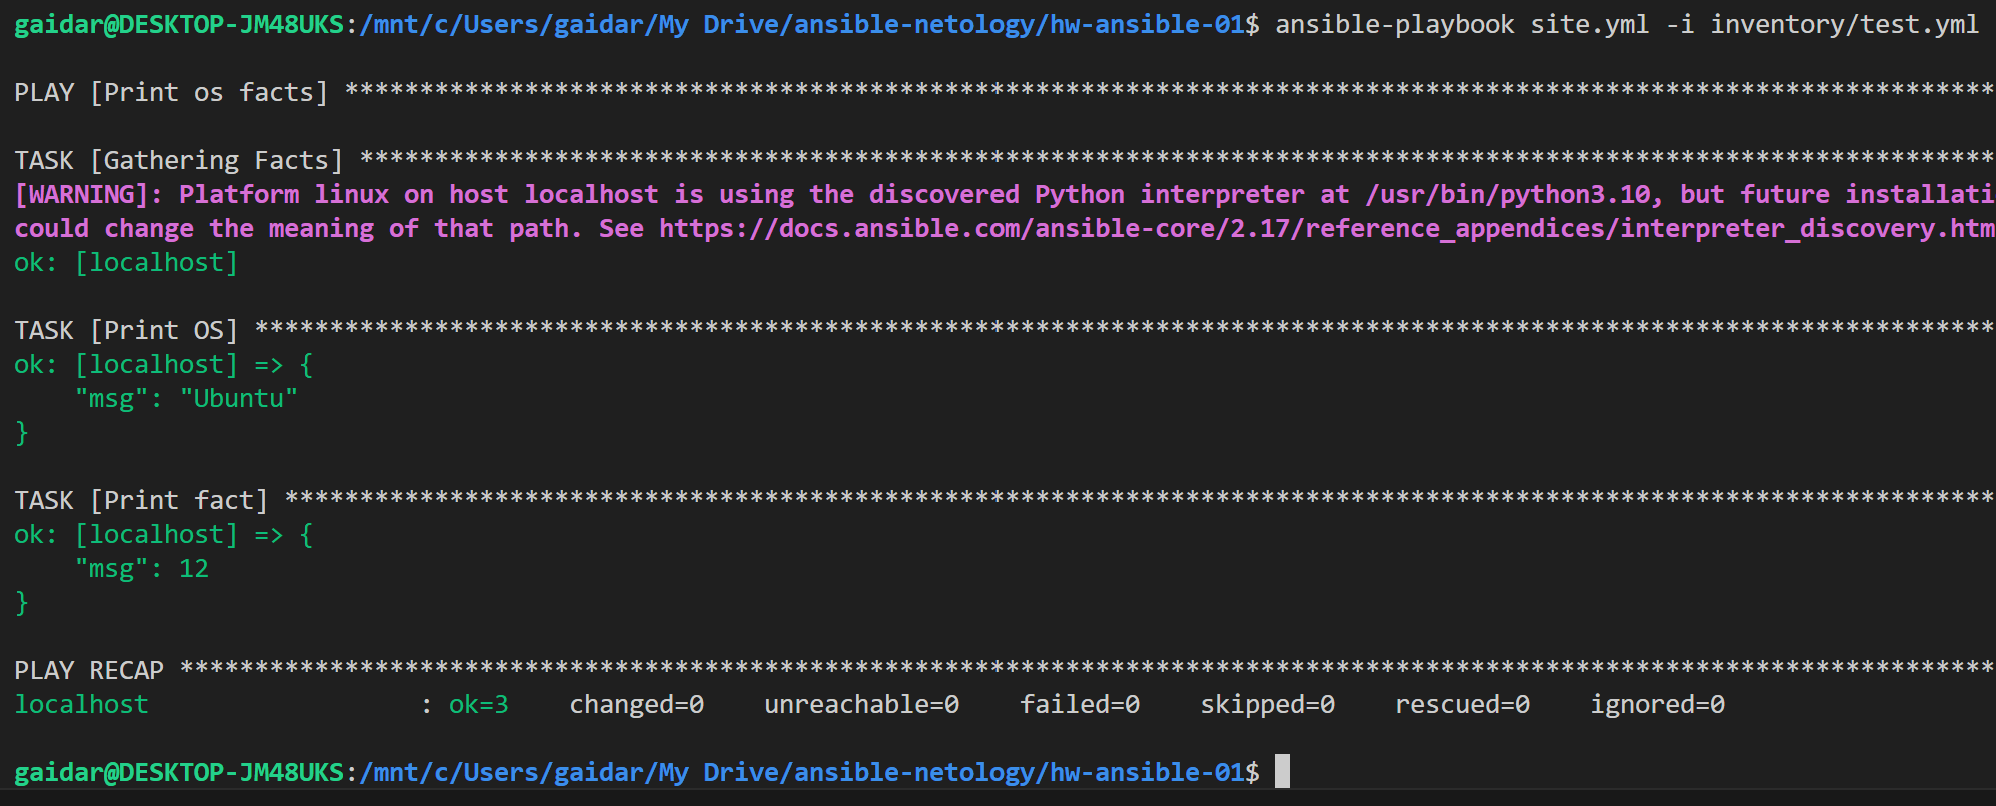 gaidar@DESKTOP-JM48UKS:/mnt/c/Users/gaidar/My Drive/ansible-netology/hw-ansible-01$ ansible-playbook site.yml -i inventory/test.yml
PLAY [Print os facts] **************************************************************************************************************
TASK [Gathering Facts] *************************************************************************************************************
[WARNING]: Platform linux on host localhost is using the discovered Python interpreter at /usr/bin/python3.10, but future installati
could change the meaning of that path. See https://docs.ansible.com/ansible-core/2.17/reference_appendices/interpreter_discovery.htm
ok: [localhost]
TASK [Print OS] ********************************************************************************************************************
ok: [localhost] => {
    "msg": "Ubuntu"
}
TASK [Print fact] ******************************************************************************************************************
ok: [localhost] => {
    "msg": 12
}
PLAY RECAP *************************************************************************************************************************
localhost                  : ok=3    changed=0    unreachable=0    failed=0    skipped=0    rescued=0    ignored=0
gaidar@DESKTOP-JM48UKS:/mnt/c/Users/gaidar/My Drive/ansible-netology/hw-ansible-01$